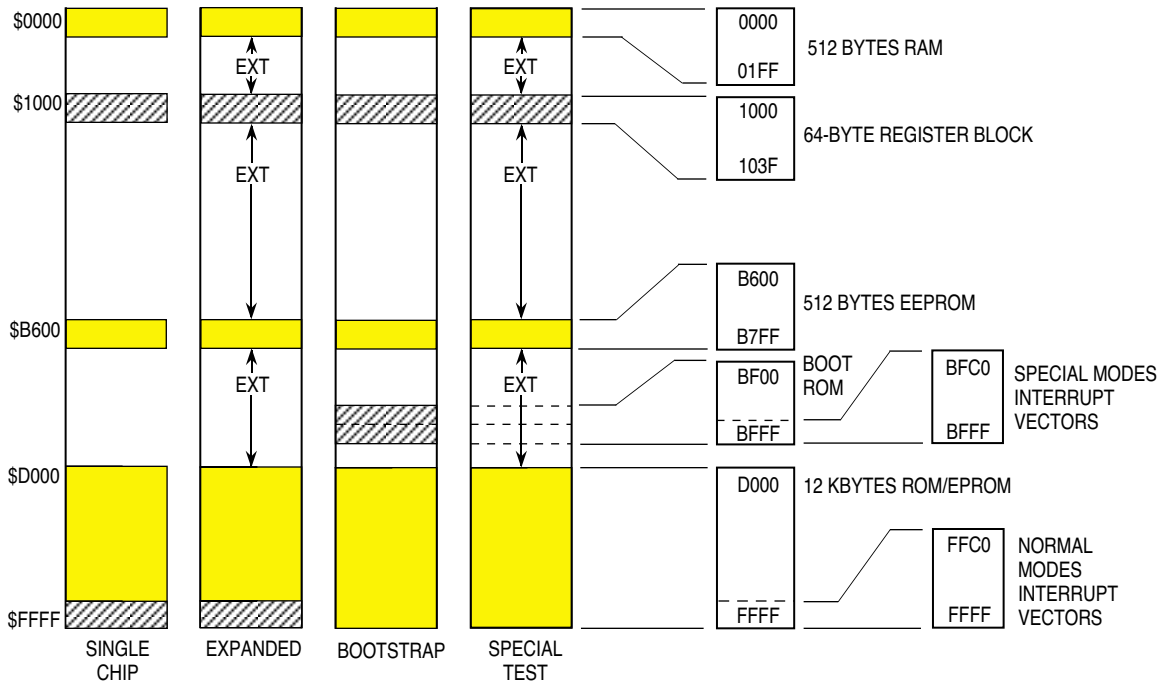 $0000
$1000
$B600
$D000
$FFFF
EXT
EXT
EXT
EXT
EXT
EXT
SINGLE
CHIP
EXPANDED
BOOTSTRAP
SPECIAL
TEST
0000
01FF
512 BYTES RAM
1000
103F
64-BYTE REGISTER BLOCK
B600
B7FF
512 BYTES EEPROM
BF00
BFFF
BOOT
ROM
BFC0
BFFF
SPECIAL MODES
INTERRUPT
VECTORS
D000
FFFF
12 KBYTES ROM/EPROM
FFC0
FFFF
NORMAL
MODES
INTERRUPT
VECTORS